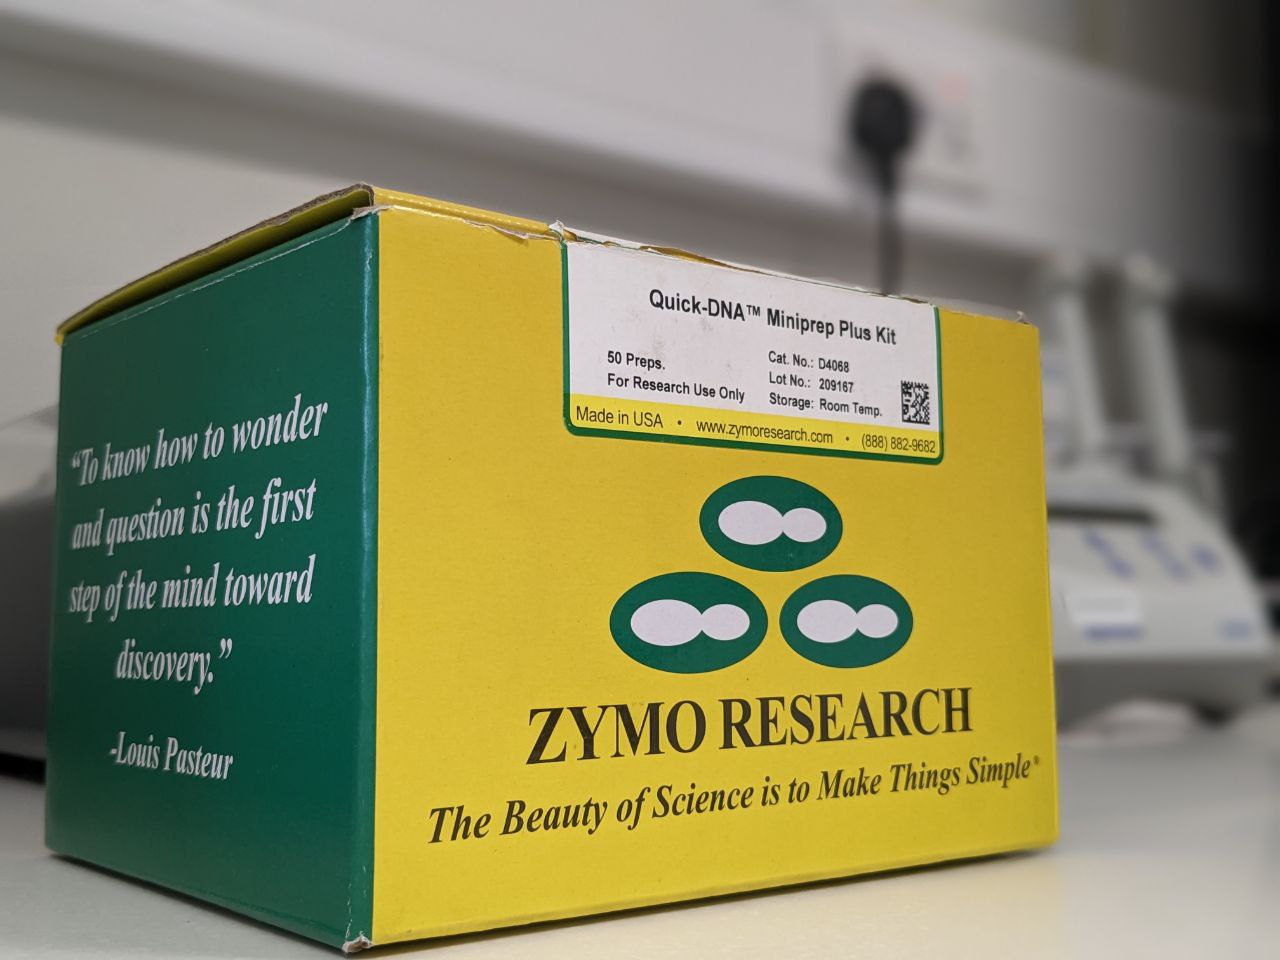 "To know how to wonder
and question is the first
step of the mind toward
discovery."
-Louis Pasteur
Quick-DNA™ Miniprep Plus Kit
50 Preps.
For Research Use Only
Cat. No.: D4068
Lot No.: 209167
Storage: Room Temp.
Made in USA • www.zymoresearch.com • (888) 882-9682
ZYMO RESEARCH
The Beauty of Science is to Make Things Simple®